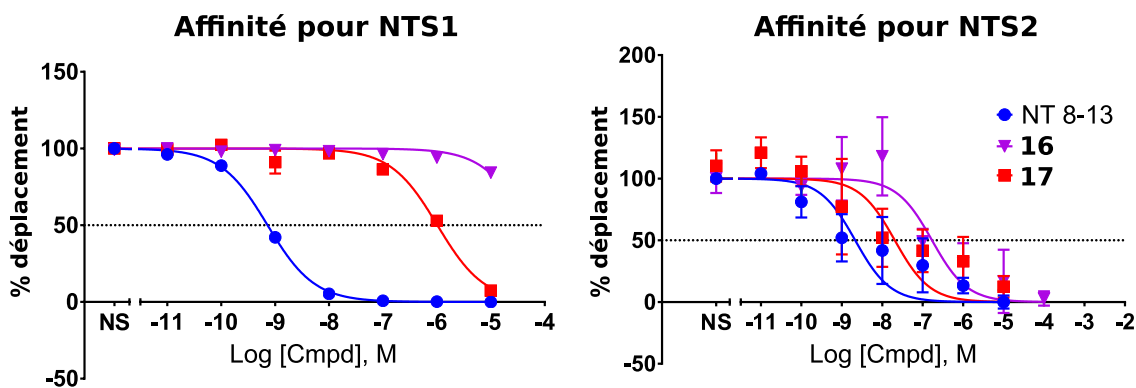 Affinité pour NTS1
% déplacement
150
100
50
0
-50
NS -11 -10 -9 -8 -7 -6 -5 -4
Log [Cmpd], M
Affinité pour NTS2
% déplacement
200
150
100
50
0
-50
NS -11 -10 -9 -8 -7 -6 -5 -4 -3 -2
Log [Cmpd], M
NT 8-13
16
17